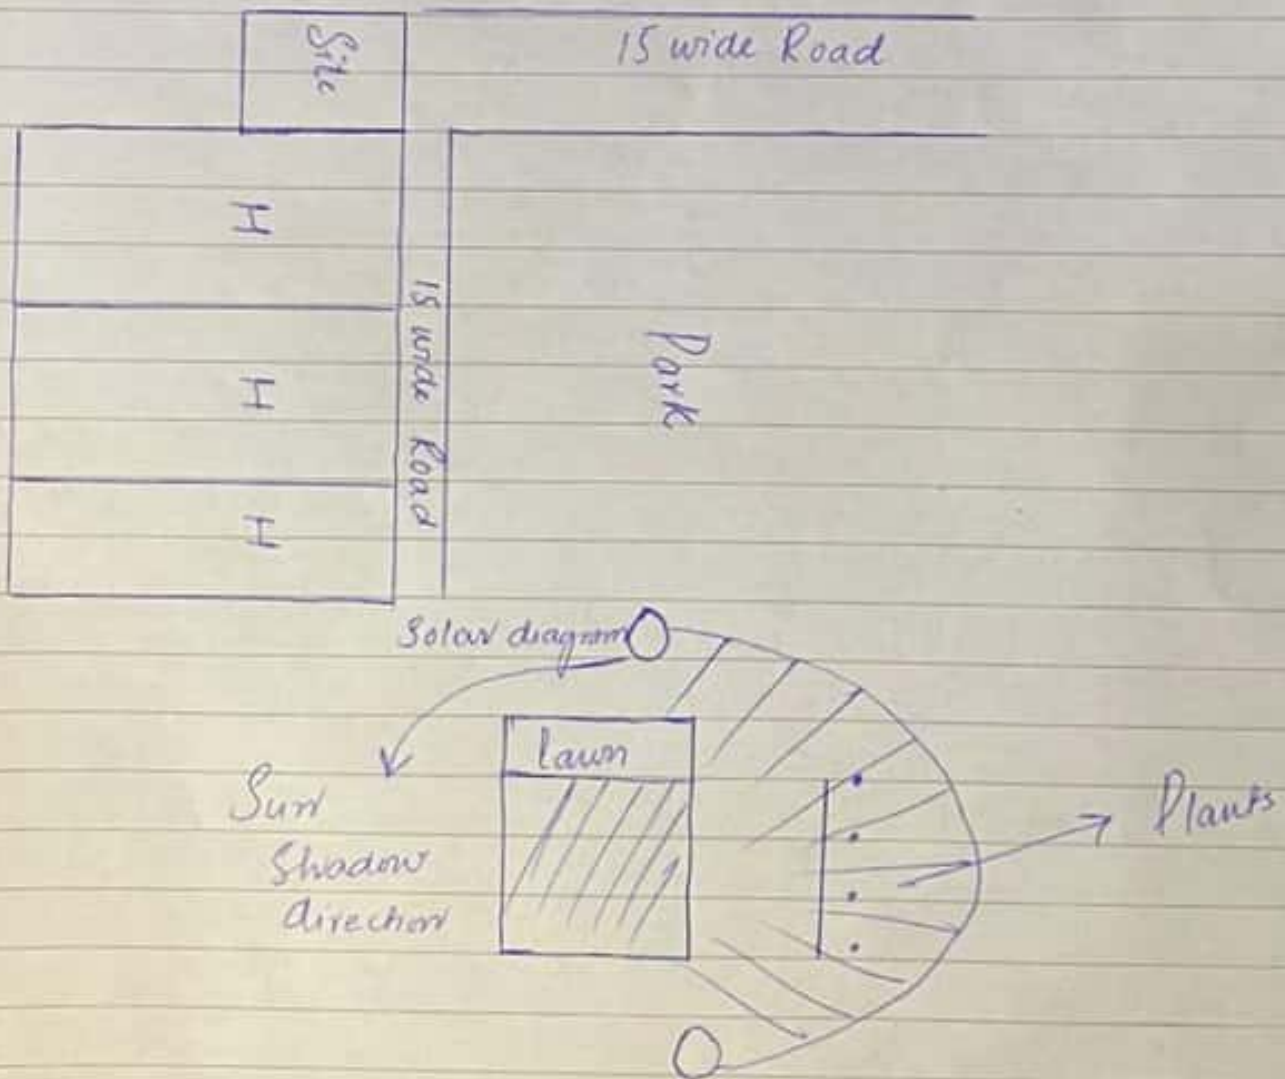 Site
15 wide Road
H
15 wide Road
Park
H
H
Solar diagram
lawn
Sun
Shadow
direction
Plants